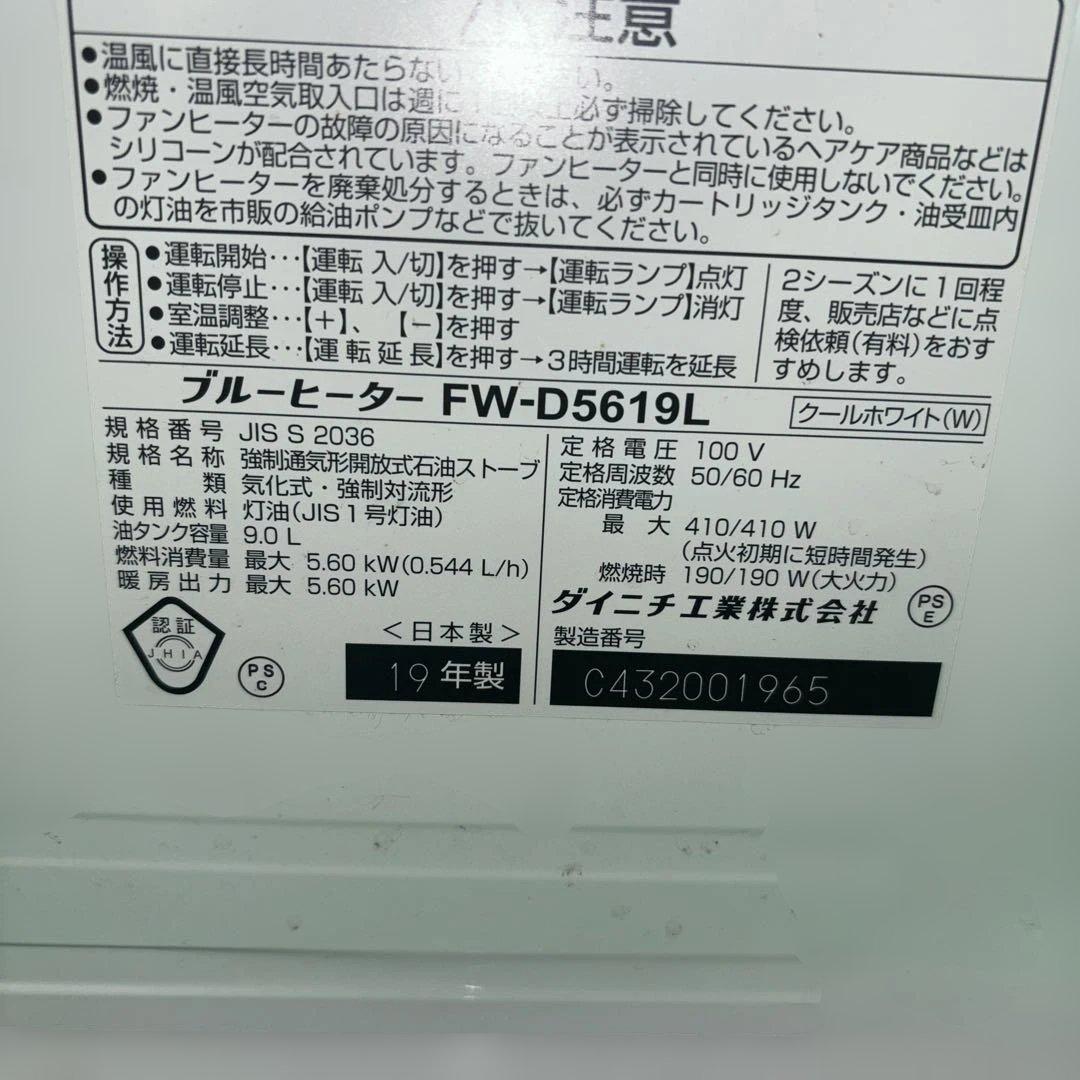 注意
●温風に直接長時間あたらない　い。
●燃焼・温風空気取入口は週に　必ず掃除してください。
●ファンヒーターの故障の原因になることが表示されているヘアケア商品などは
シリコーンが配合されています。ファンヒーターと同時に使用しないでください。
●ファンヒーターを廃棄処分するときは、必ずカートリッジタンク・油受皿内
の灯油を市販の給油ポンプなどで抜いてください。
操作方法
●運転開始…【運転 入/切】を押す→【運転ランプ】点灯
●運転停止…【運転 入/切】を押す→【運転ランプ】消灯
●室温調整…【＋】、【－】を押す
●運転延長…【運転延長】を押す→3時間運転を延長
2シーズンに1回程
度、販売店などに点
検依頼(有料)をおす
すめします。
ブルーヒーター FW-D5619L
クールホワイト(W)
規格番号 JIS S 2036
規格名称 強制通気形開放式石油ストーブ
種類 気化式・強制対流形
使用燃料 灯油(JIS1号灯油)
油タンク容量 9.0 L
燃料消費量 最大 5.60 kW(0.544 L/h)
暖房出力 最大 5.60 kW
定格電圧 100 V
定格周波数 50/60 Hz
定格消費電力
最大 410/410 W
(点火初期に短時間発生)
燃焼時 190/190 W(大火力)
ダイニチ工業株式会社
PS
E
認証
JHIA
PS
C
＜日本製＞
19年製
製造番号
C432001965